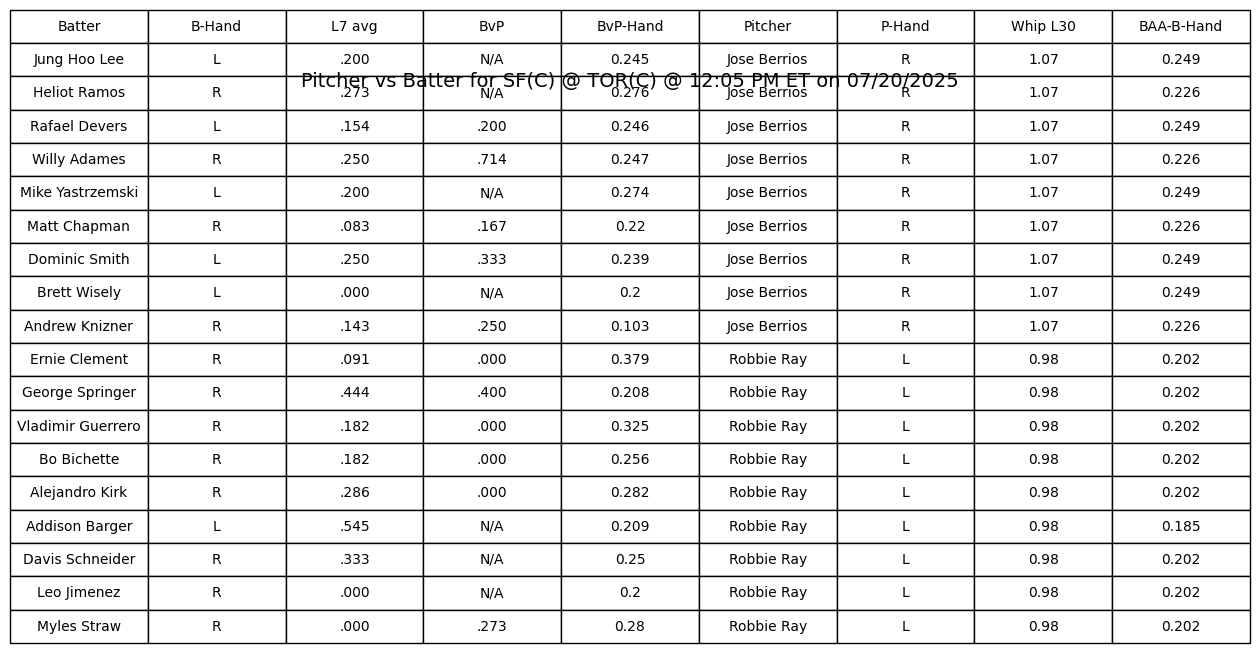 Batter B-Hand L7 avg BvP BvP-Hand Pitcher P-Hand Whip L30 BAA-B-Hand
Jung Hoo Lee L .200 N/A 0.245 Jose Berrios R 1.07 0.249
Pitcher vs Batter for SF(C) @ TOR(C) @ 12:05 PM ET on 07/20/2025
Heliot Ramos R .273 N/A 0.276 Jose Berrios R 1.07 0.226
Rafael Devers L .154 .200 0.246 Jose Berrios R 1.07 0.249
Willy Adames R .250 .714 0.247 Jose Berrios R 1.07 0.226
Mike Yastrzemski L .200 N/A 0.274 Jose Berrios R 1.07 0.249
Matt Chapman R .083 .167 0.22 Jose Berrios R 1.07 0.226
Dominic Smith L .250 .333 0.239 Jose Berrios R 1.07 0.249
Brett Wisely L .000 N/A 0.2 Jose Berrios R 1.07 0.249
Andrew Knizner R .143 .250 0.103 Jose Berrios R 1.07 0.226
Ernie Clement R .091 .000 0.379 Robbie Ray L 0.98 0.202
George Springer R .444 .400 0.208 Robbie Ray L 0.98 0.202
Vladimir Guerrero R .182 .000 0.325 Robbie Ray L 0.98 0.202
Bo Bichette R .182 .000 0.256 Robbie Ray L 0.98 0.202
Alejandro Kirk R .286 .000 0.282 Robbie Ray L 0.98 0.202
Addison Barger L .545 N/A 0.209 Robbie Ray L 0.98 0.185
Davis Schneider R .333 N/A 0.25 Robbie Ray L 0.98 0.202
Leo Jimenez R .000 N/A 0.2 Robbie Ray L 0.98 0.202
Myles Straw R .000 .273 0.28 Robbie Ray L 0.98 0.202